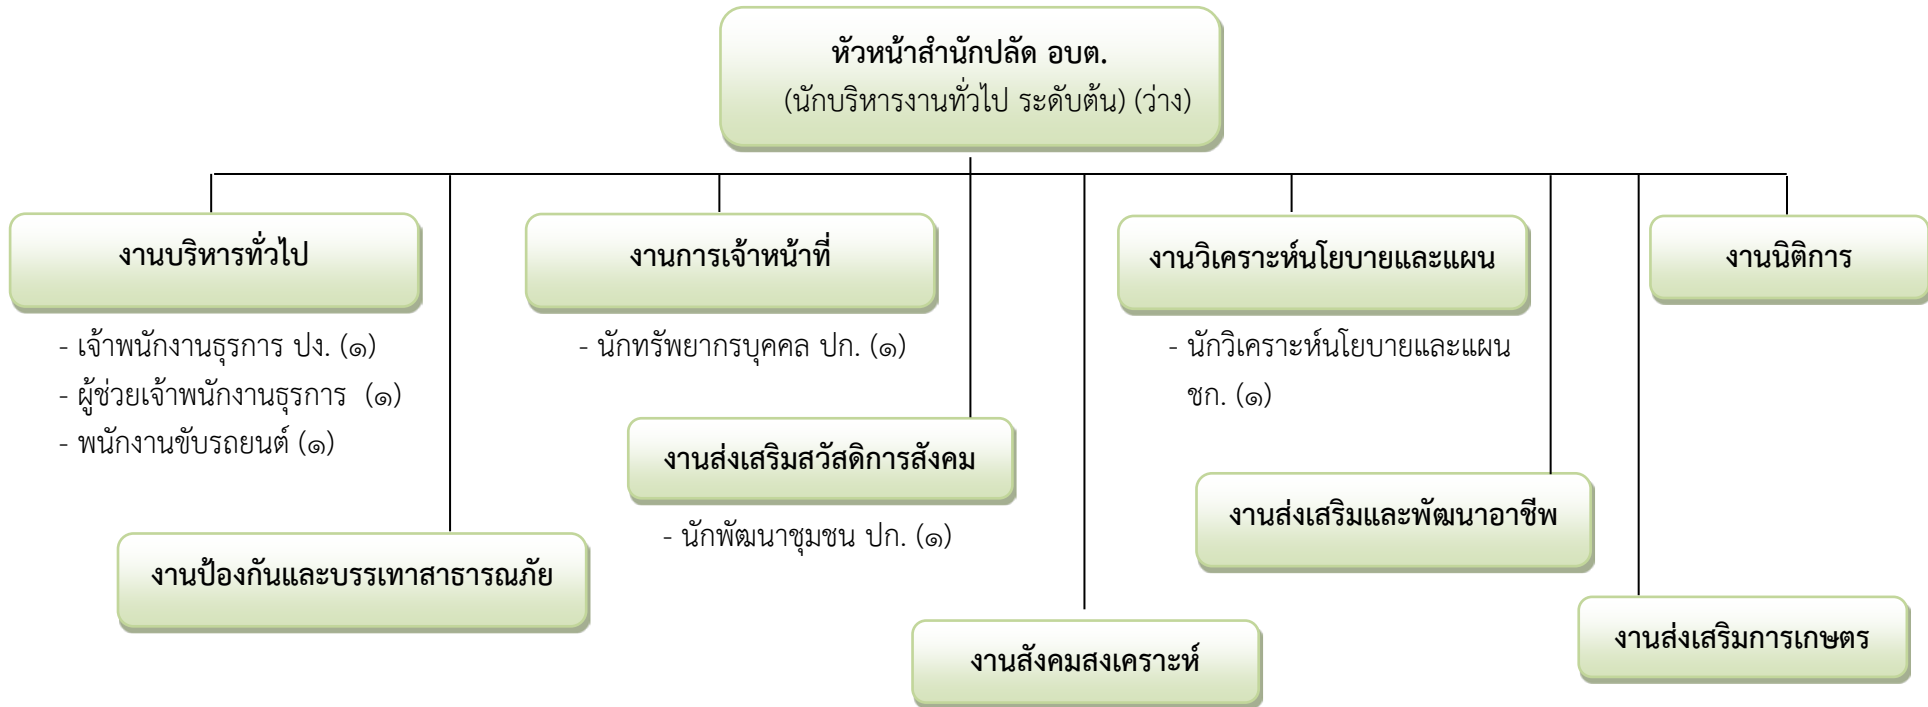 หัวหน้าสำนักปลัด อบต.
(นักบริหารงานทั่วไป ระดับต้น) (ว่าง)
งานบริหารทั่วไป
- เจ้าพนักงานธุรการ ปง. (๑)
- ผู้ช่วยเจ้าพนักงานธุรการ (๑)
- พนักงานขับรถยนต์ (๑)
งานป้องกันและบรรเทาสาธารณภัย
งานการเจ้าหน้าที่
- นักทรัพยากรบุคคล ปก. (๑)
งานส่งเสริมสวัสดิการสังคม
- นักพัฒนาชุมชน ปก. (๑)
งานสังคมสงเคราะห์
งานวิเคราะห์นโยบายและแผน
- นักวิเคราะห์นโยบายและแผน
ชก. (๑)
งานส่งเสริมและพัฒนาอาชีพ
งานนิติการ
งานส่งเสริมการเกษตร